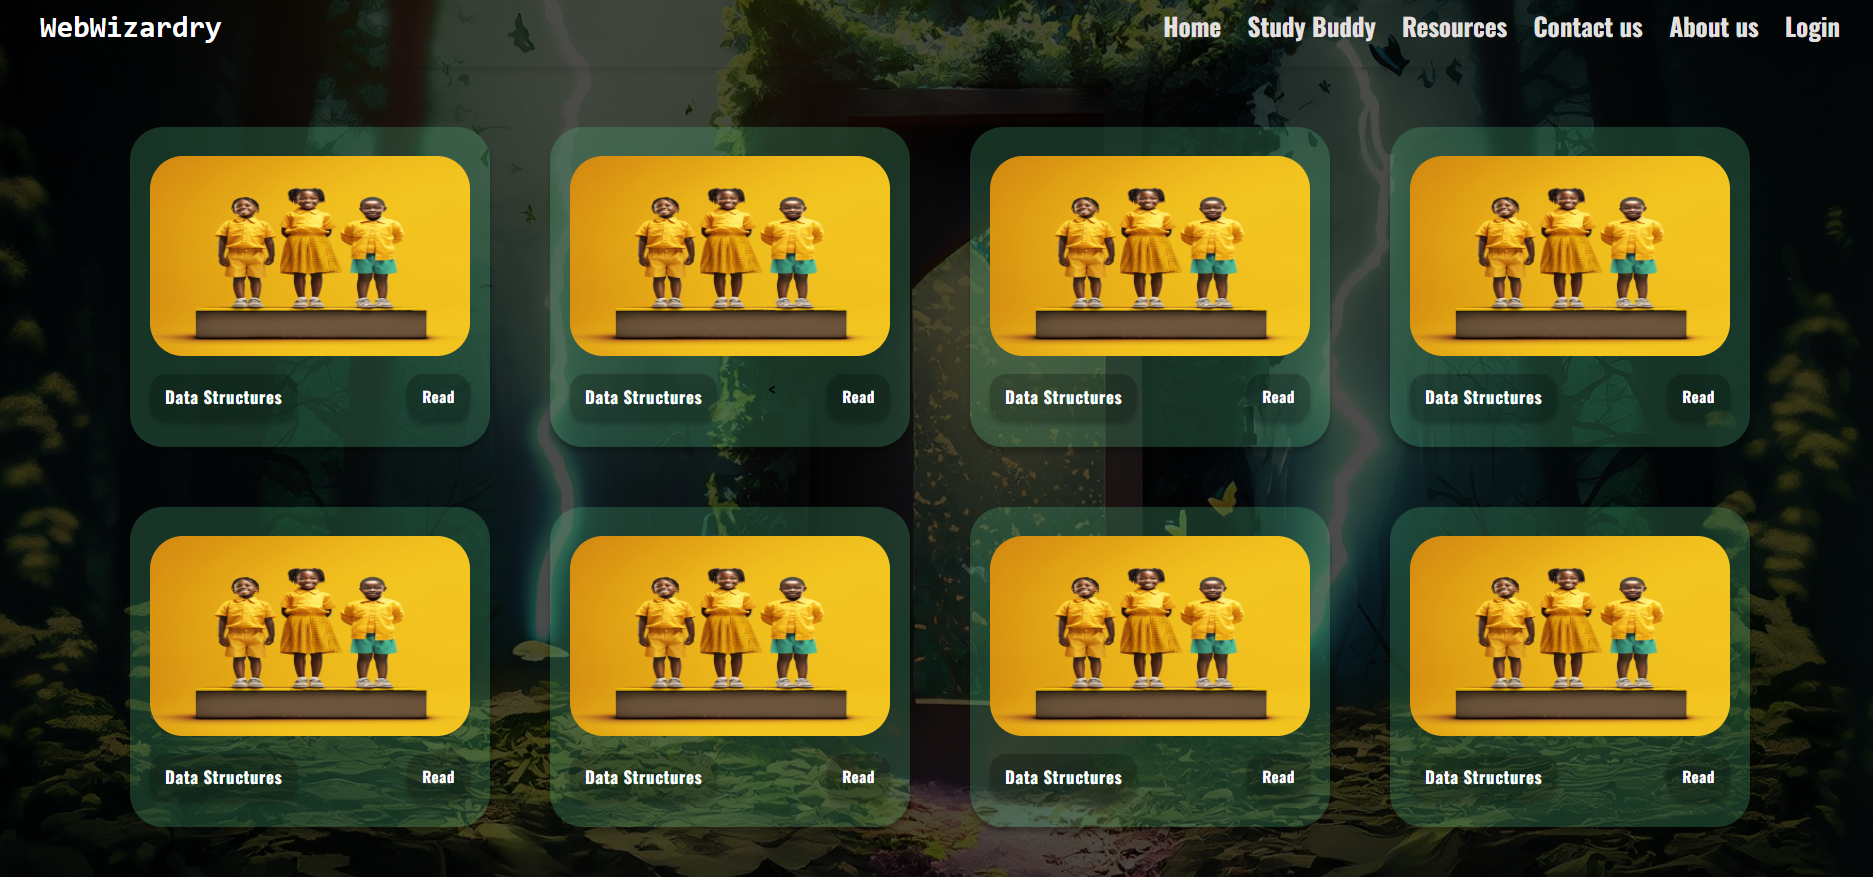 WebWizardry Home Study Buddy Resources Contact us About us Login
Data Structures Read Data Structures < Read Data Structures Read Data Structures Read
Data Structures Read Data Structures Read Data Structures Read Data Structures Read